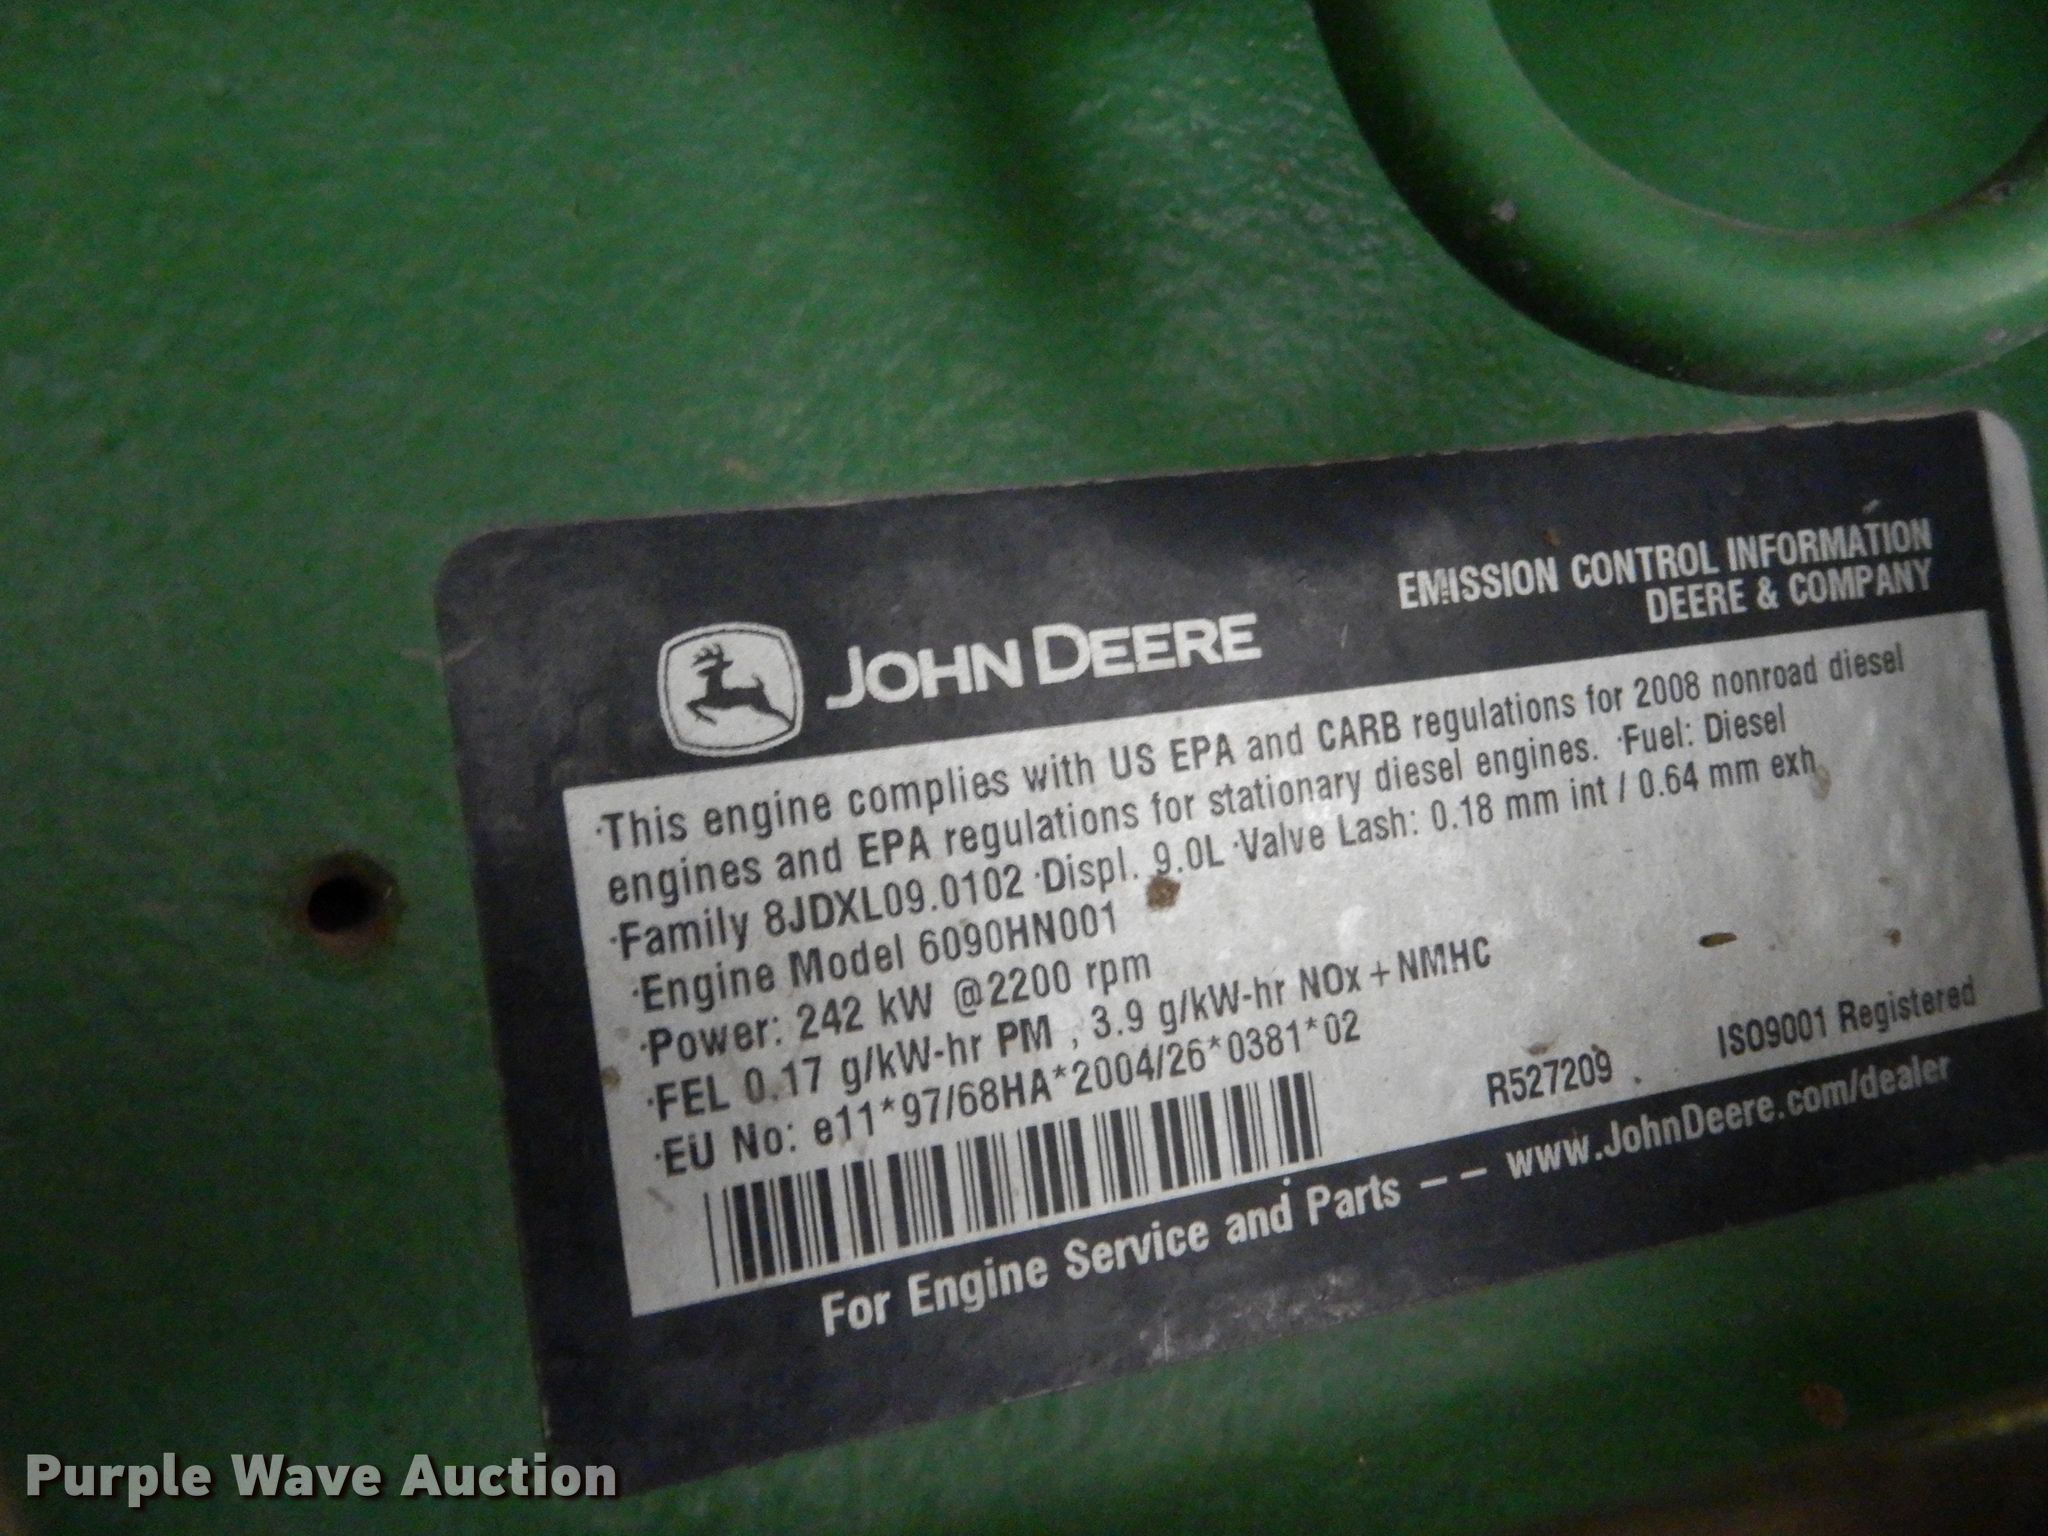 EMISSION CONTROL INFORMATION
DEERE & COMPANY
JOHN DEERE
·This engine complies with US EPA and CARB regulations for 2008 nonroad diesel
engines and EPA regulations for stationary diesel engines. ·Fuel: Diesel
·Family 8JDXL09.0102 ·Displ. 9.0L ·Valve Lash: 0.18 mm int / 0.64 mm exh
·Engine Model 6090HN001
·Power: 242 kW @2200 rpm
·FEL 0.17 g/kW-hr PM , 3.9 g/kW-hr NOx + NMHC
·EU No: e11*97/68HA*2004/26*0381*02
R527209 ISO9001 Registered
For Engine Service and Parts -- www.JohnDeere.com/dealer
Purple Wave Auction